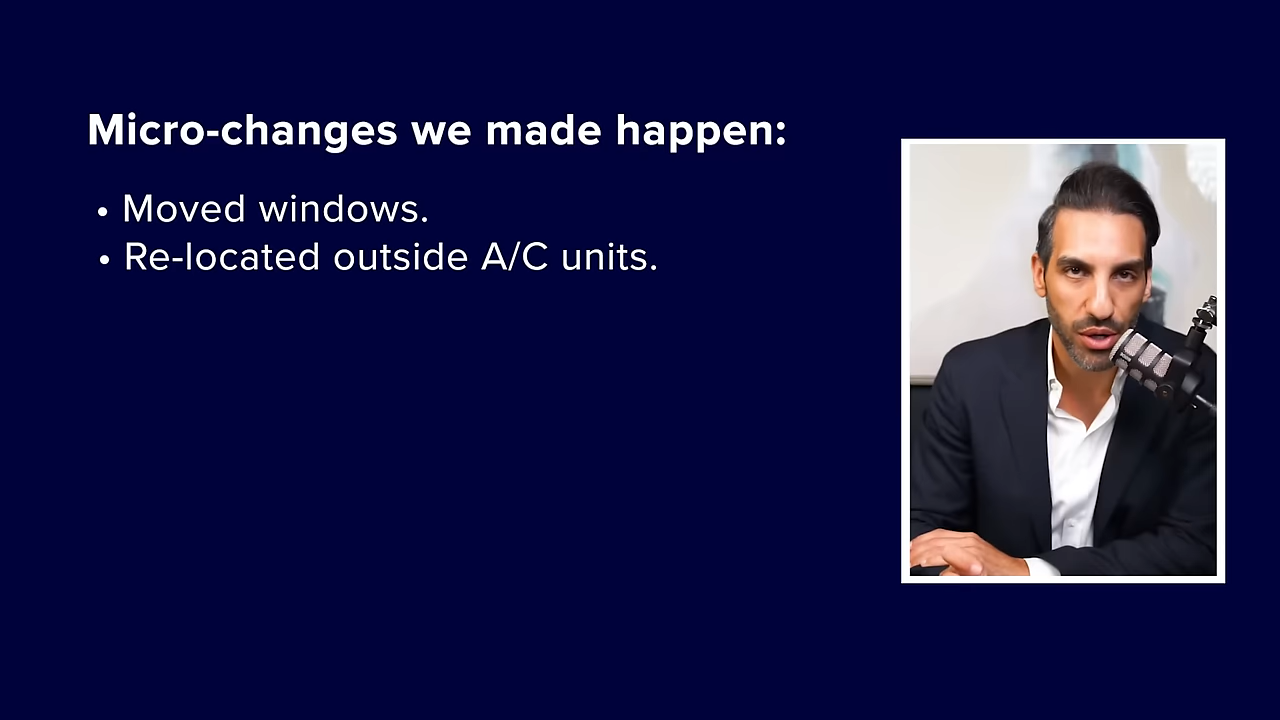 Micro-changes we made happen:
• Moved windows.
• Re-located outside A/C units.